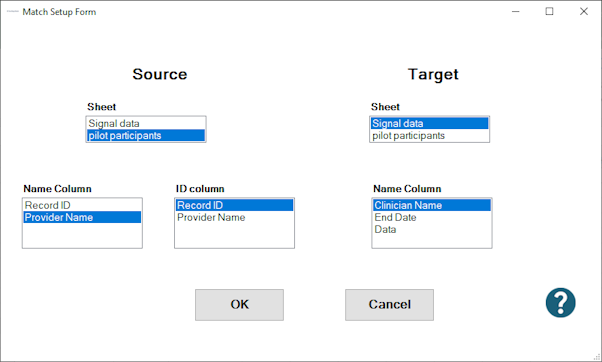 Match Setup Form
Source
Target
Sheet
Signal data
pilot participants
Sheet
Signal data
pilot participants
Name Column
Record ID
Provider Name
ID column
Record ID
Provider Name
Name Column
Clinician Name
End Date
Data
OK
Cancel
?